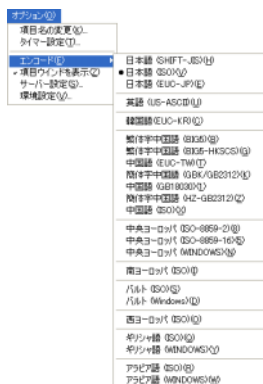 オプション(O)
項目名の変更(K)...
タイマー設定(T)...
エンコード(E)
項目ウインドを表示(Z)
サーバー設定(S)...
環境設定(V)...
日本語 (SHIFT-JIS)(H)
日本語 (ISO)(V)
日本語 (EUC-JP)(E)
英語 (US-ASCII)(U)
韓国語(EUC-KR)(C)
繁体字中国語 (BIG5)(B)
繁体字中国語 (BIG5-HKSCS)(G)
中国語 (EUC-TW)(T)
簡体字中国語 (GBK/GB2312)(K)
中国語 (GB18030)(1)
簡体字中国語 (HZ-GB2312)(Z)
中国語 (ISO)(X)
中央ヨーロッパ (ISO-8859-2)(8)
中央ヨーロッパ (ISO-8859-16)(5)
中央ヨーロッパ (WINDOWS)(N)
南ヨーロッパ (ISO)(I)
バルト (ISO)(S)
バルト (Windows)(D)
西ヨーロッパ (ISO)
ギリシャ語 (ISO)(Q)
ギリシャ語 (WINDOWS)(Y)
アラビア語 (ISO)(R)
アラビア語 (WINDOWS)(W)